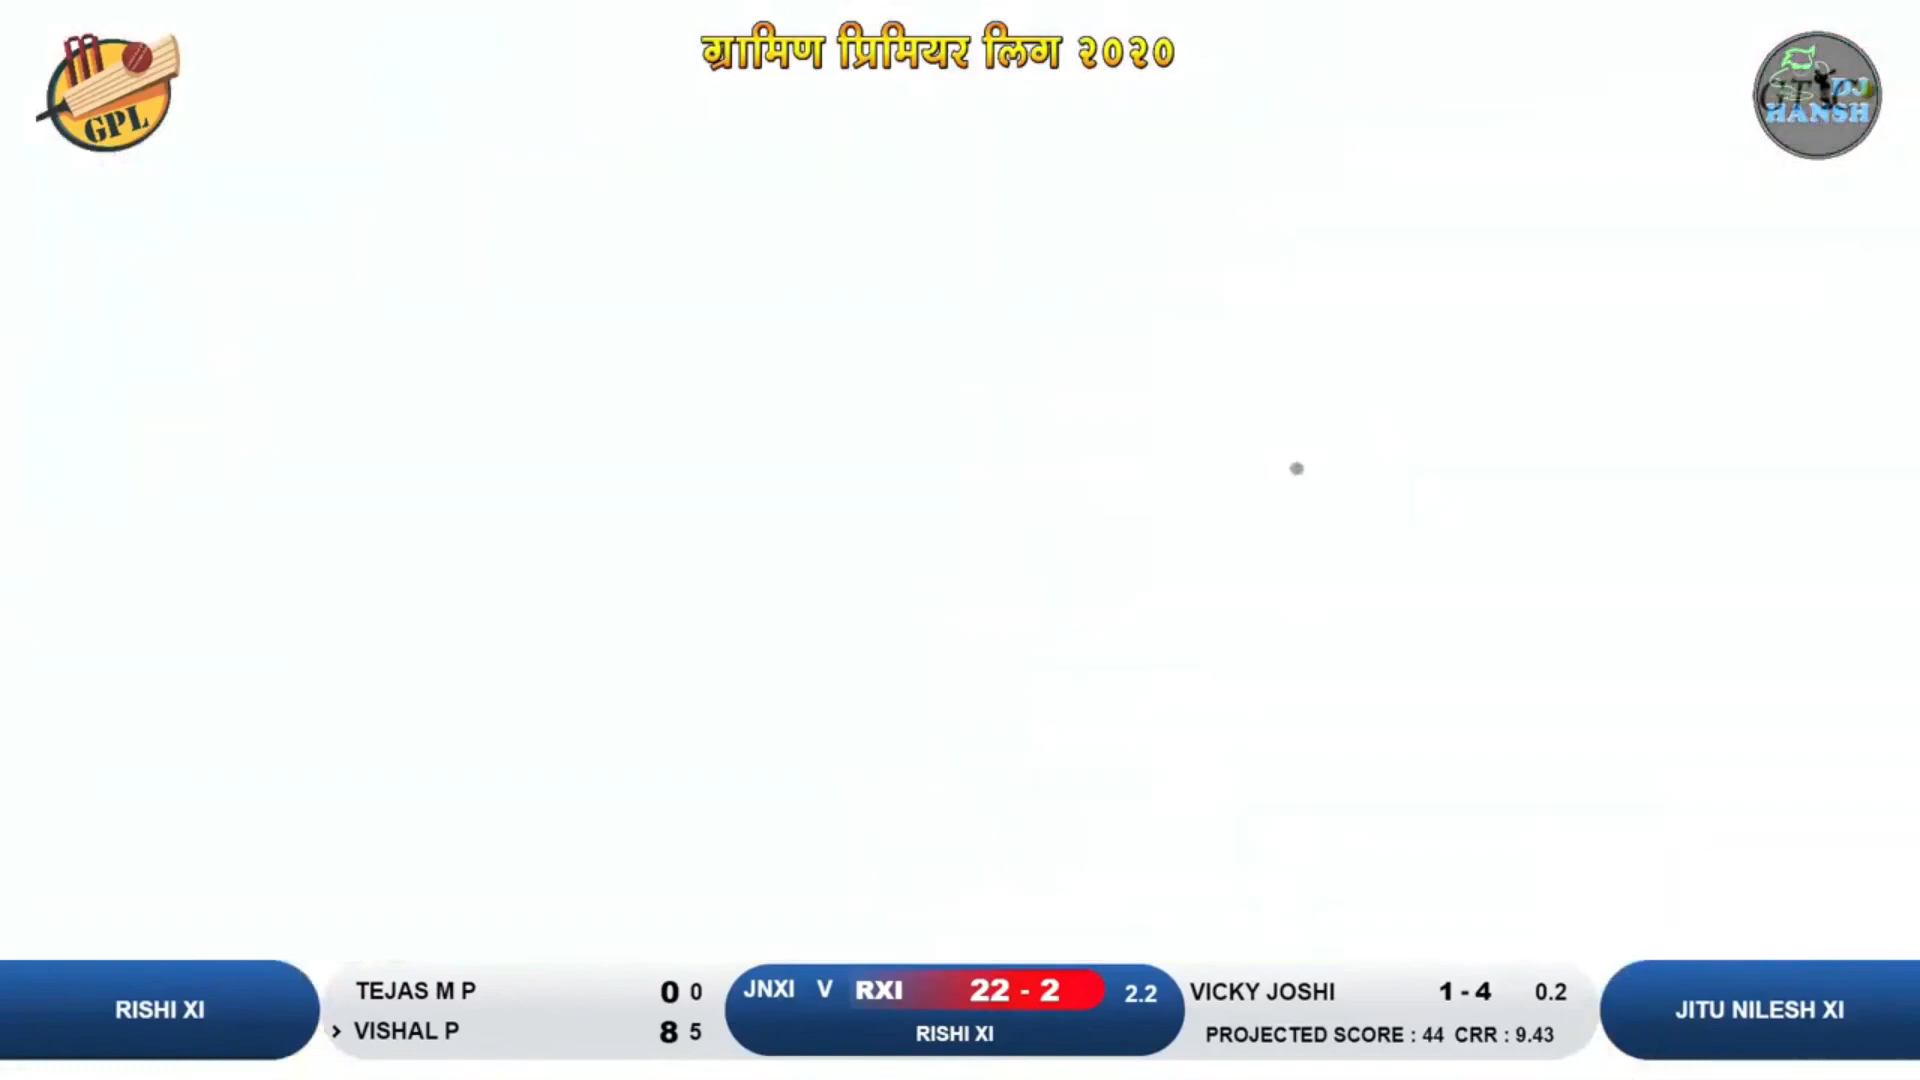 ग्रामिण प्रिमियर लिग २०२०
GPL
DJ
HANSH
RISHI XI
TEJAS M P 0 0
> VISHAL P 8 5
JNXI V RXI 22 - 2 2.2
RISHI XI
VICKY JOSHI 1 - 4 0.2
PROJECTED SCORE : 44 CRR : 9.43
JITU NILESH XI